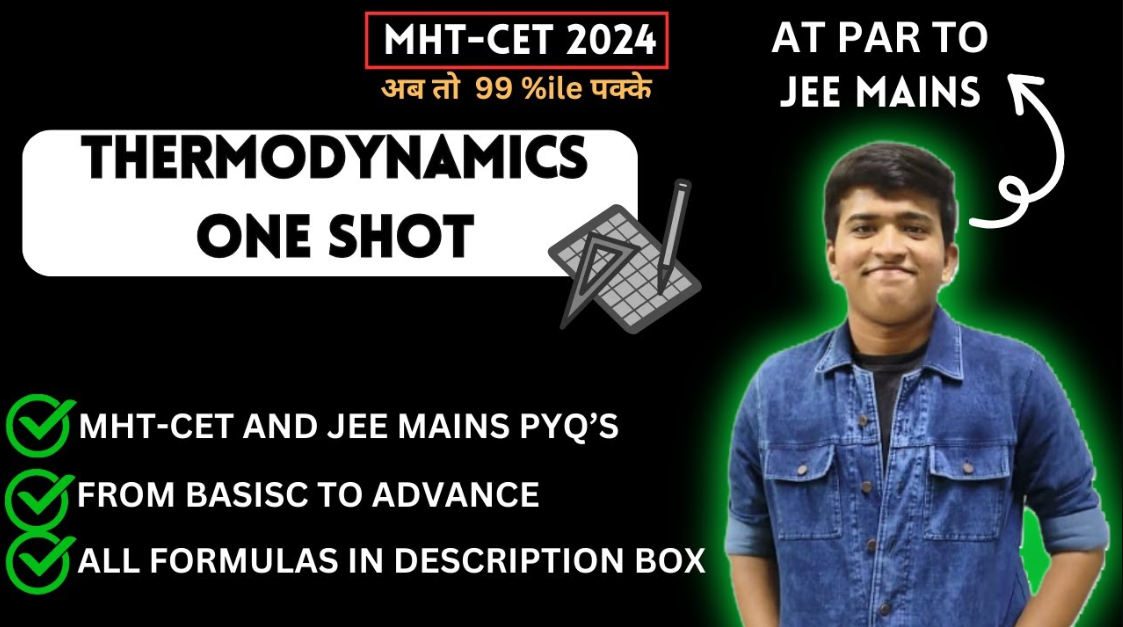 MHT-CET 2024
अब तो 99 %ile पक्के
AT PAR TO
JEE MAINS
THERMODYNAMICS
ONE SHOT
MHT-CET AND JEE MAINS PYQ’S
FROM BASISC TO ADVANCE
ALL FORMULAS IN DESCRIPTION BOX